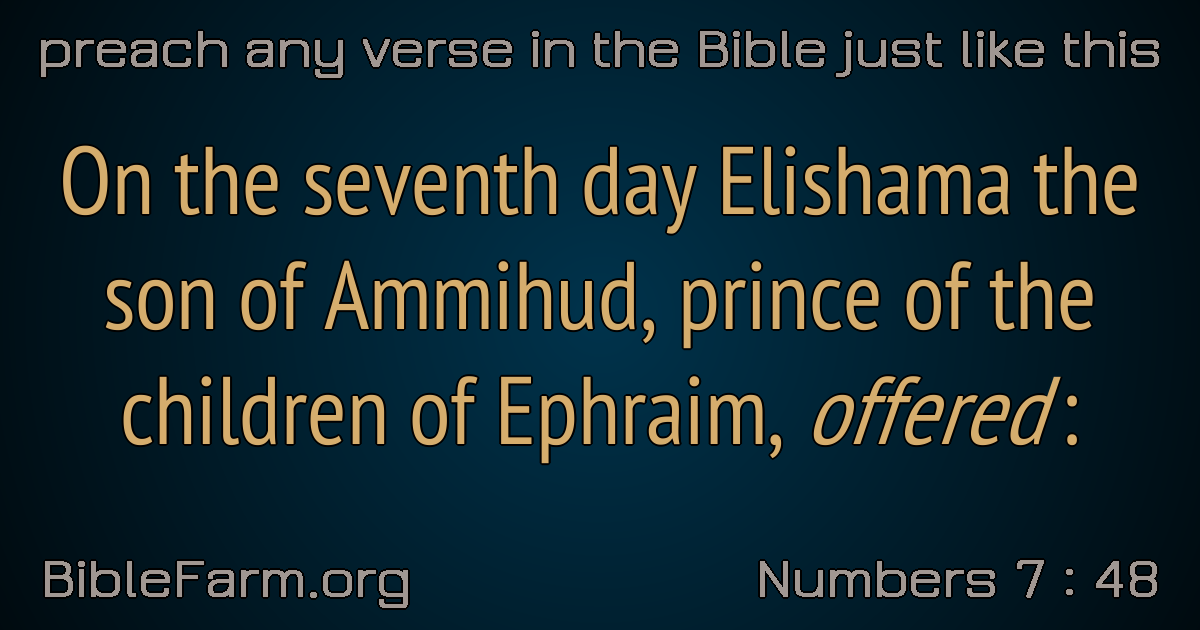 preach any verse in the Bible just like this
On the seventh day Elishama the
son of Ammihud, prince of the
children of Ephraim, offered :
BibleFarm.org
Numbers 7 : 48